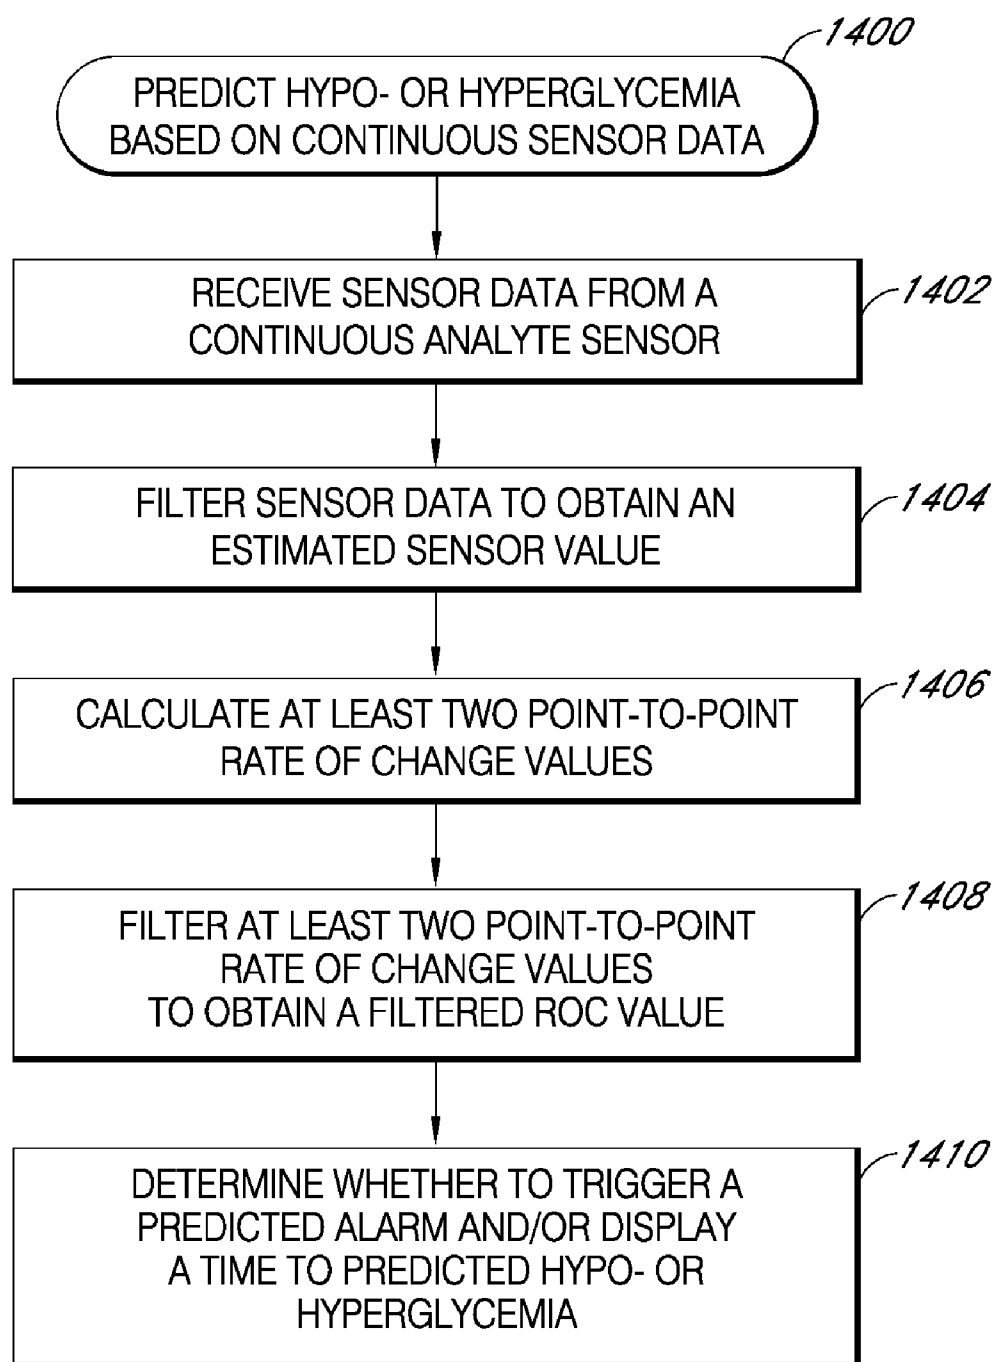 1400
PREDICT HYPO- OR HYPERGLYCEMIA
BASED ON CONTINUOUS SENSOR DATA
1402
RECEIVE SENSOR DATA FROM A
CONTINUOUS ANALYTE SENSOR
1404
FILTER SENSOR DATA TO OBTAIN AN
ESTIMATED SENSOR VALUE
1406
CALCULATE AT LEAST TWO POINT-TO-POINT
RATE OF CHANGE VALUES
1408
FILTER AT LEAST TWO POINT-TO-POINT
RATE OF CHANGE VALUES
TO OBTAIN A FILTERED ROC VALUE
1410
DETERMINE WHETHER TO TRIGGER A
PREDICTED ALARM AND/OR DISPLAY
A TIME TO PREDICTED HYPO- OR
HYPERGLYCEMIA